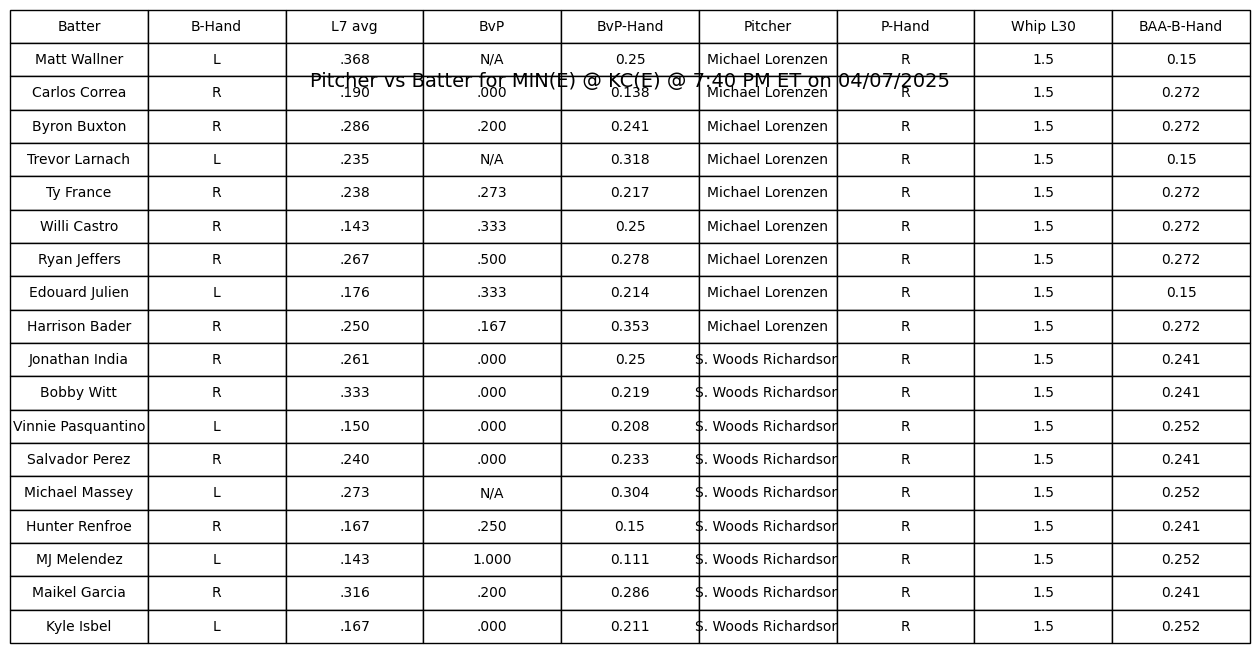 Batter B-Hand L7 avg BvP BvP-Hand Pitcher P-Hand Whip L30 BAA-B-Hand
Matt Wallner L .368 N/A 0.25 Michael Lorenzen R 1.5 0.15
Pitcher vs Batter for MIN(E) @ KC(E) @ 7:40 PM ET on 04/07/2025
Carlos Correa R .190 .000 0.138 Michael Lorenzen R 1.5 0.272
Byron Buxton R .286 .200 0.241 Michael Lorenzen R 1.5 0.272
Trevor Larnach L .235 N/A 0.318 Michael Lorenzen R 1.5 0.15
Ty France R .238 .273 0.217 Michael Lorenzen R 1.5 0.272
Willi Castro R .143 .333 0.25 Michael Lorenzen R 1.5 0.272
Ryan Jeffers R .267 .500 0.278 Michael Lorenzen R 1.5 0.272
Edouard Julien L .176 .333 0.214 Michael Lorenzen R 1.5 0.15
Harrison Bader R .250 .167 0.353 Michael Lorenzen R 1.5 0.272
Jonathan India R .261 .000 0.25 S. Woods Richardson R 1.5 0.241
Bobby Witt R .333 .000 0.219 S. Woods Richardson R 1.5 0.241
Vinnie Pasquantino L .150 .000 0.208 S. Woods Richardson R 1.5 0.252
Salvador Perez R .240 .000 0.233 S. Woods Richardson R 1.5 0.241
Michael Massey L .273 N/A 0.304 S. Woods Richardson R 1.5 0.252
Hunter Renfroe R .167 .250 0.15 S. Woods Richardson R 1.5 0.241
MJ Melendez L .143 1.000 0.111 S. Woods Richardson R 1.5 0.252
Maikel Garcia R .316 .200 0.286 S. Woods Richardson R 1.5 0.241
Kyle Isbel L .167 .000 0.211 S. Woods Richardson R 1.5 0.252